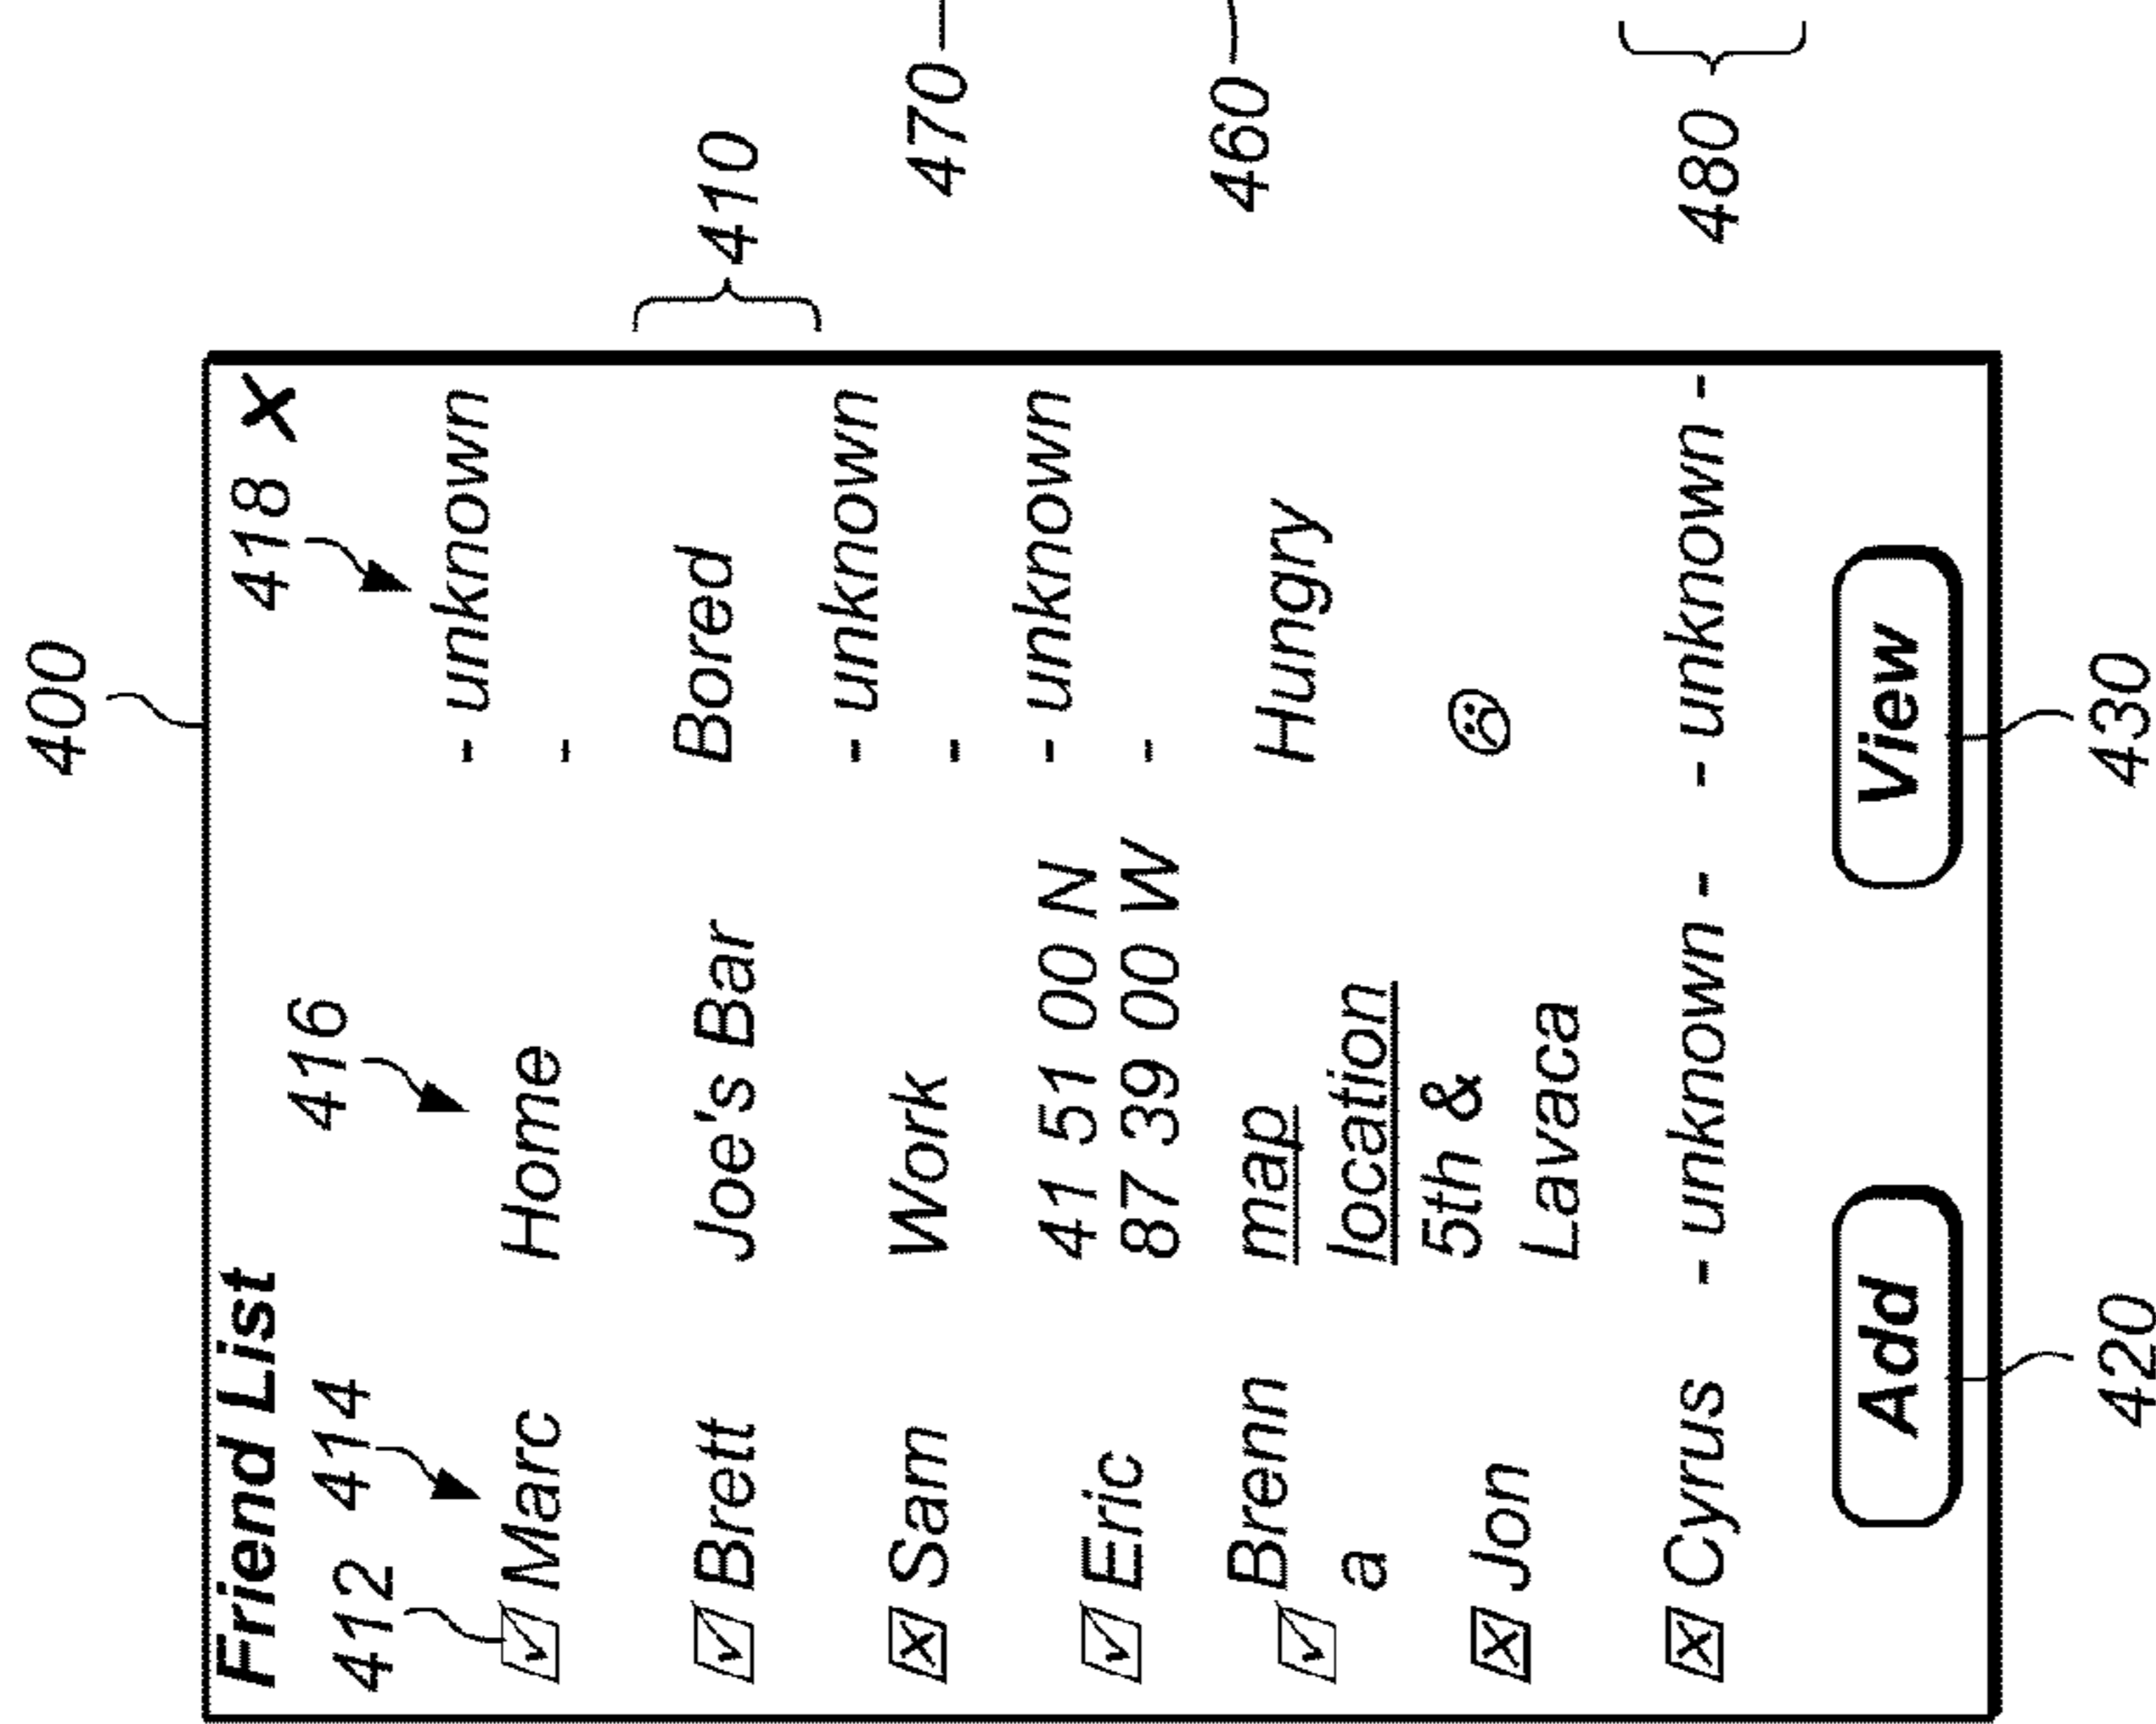 400
Friend List
418 X
416
412 414
Marc Home - unknown
-
Brett Joe's Bar Bored
410
Sam Work - unknown
-
470
Eric 41 51 00 N - unknown
87 39 00 W -
Brenn map Hungry
a location
460
Jon 5th & ☹
Lavaca
Cyrus - unknown - - unknown -
480
Add View
420 430